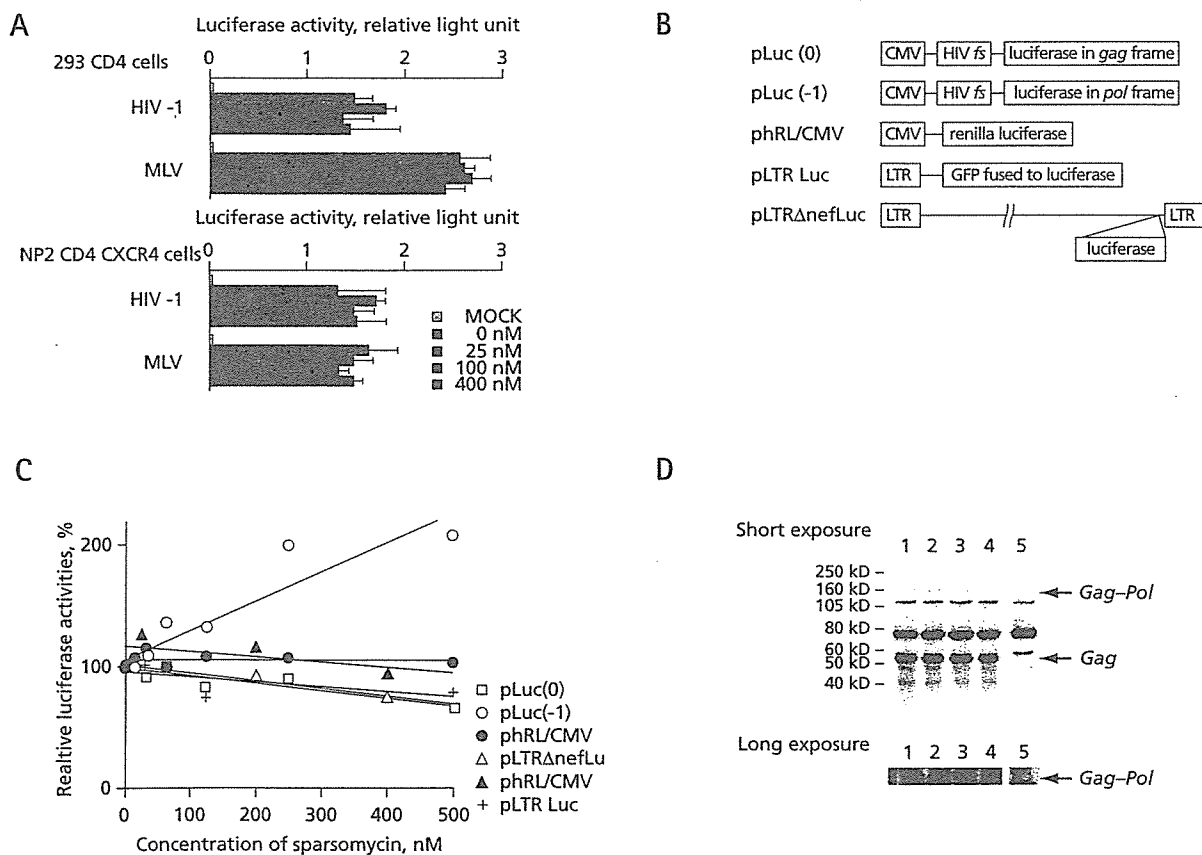 A
Luciferase activity, relative light unit
293 CD4 cells
0 1 2 3
HIV -1
MLV
Luciferase activity, relative light unit
NP2 CD4 CXCR4 cells
0 1 2 3
HIV -1
MLV
MOCK
0 nM
25 nM
100 nM
400 nM
B
pLuc (0) CMV HIV fs luciferase in gag frame
pLuc (-1) CMV HIV fs luciferase in pol frame
phRL/CMV CMV renilla luciferase
pLTR Luc LTR GFP fused to luciferase
pLTRΔnefLuc LTR // LTR
luciferase
C
Realtive luciferase activities, %
200
100
0
0 100 200 300 400 500
Concentration of sparsomycin, nM
pLuc(0)
pLuc(-1)
phRL/CMV
pLTRΔnefLu
phRL/CMV
pLTR Luc
D
Short exposure
1 2 3 4 5
250 kD
160 kD
105 kD
80 kD
60 kD
50 kD
40 kD
Gag–Pol
Gag
Long exposure
1 2 3 4 5
Gag–Pol